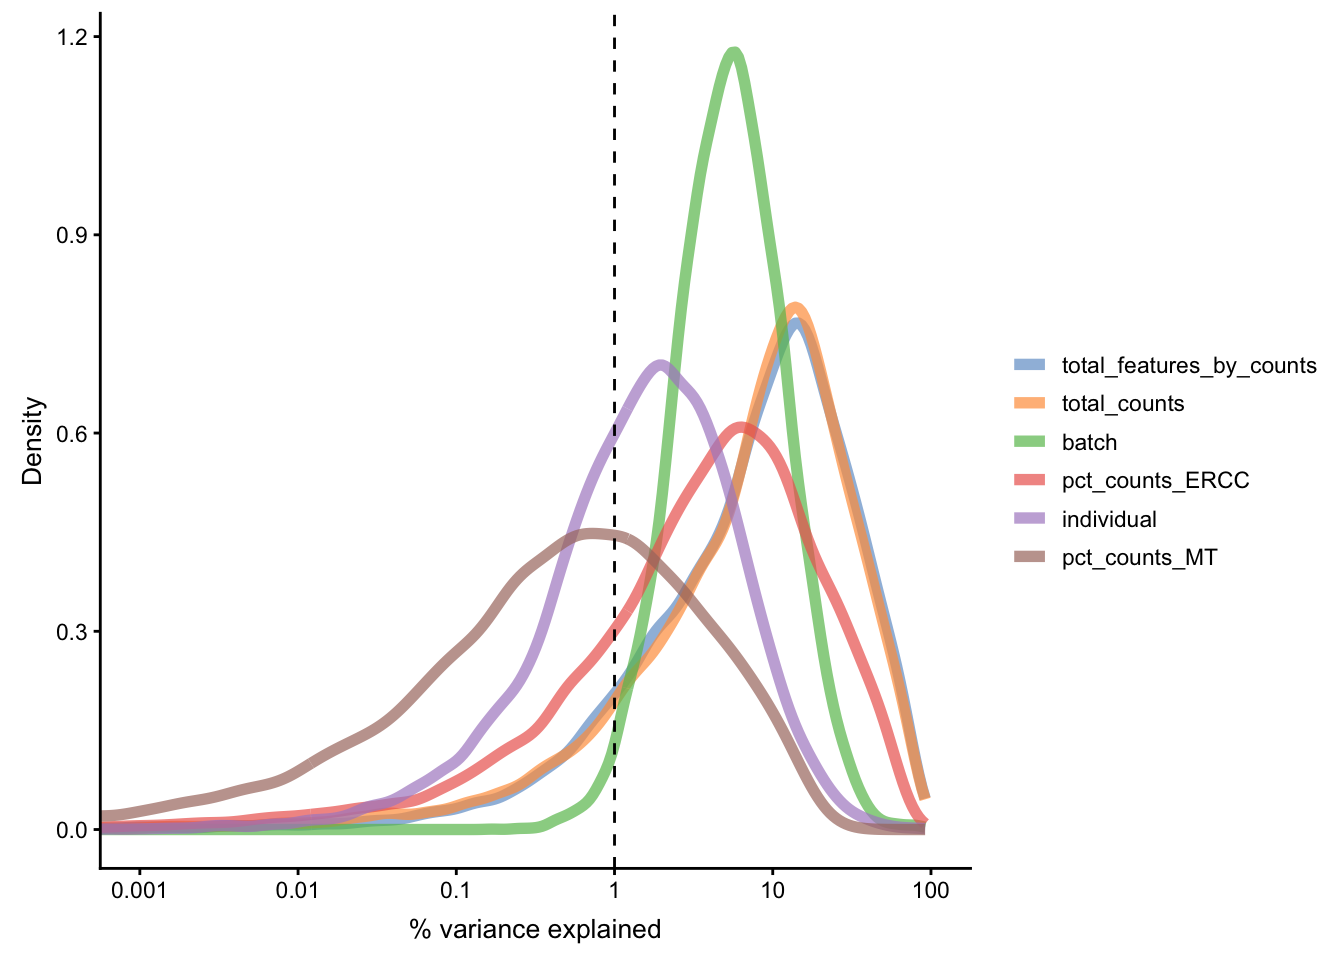 1.2
0.9
0.6
0.3
0.0
Density
0.001
0.01
0.1
1
10
100
% variance explained
total_features_by_counts
total_counts
batch
pct_counts_ERCC
individual
pct_counts_MT